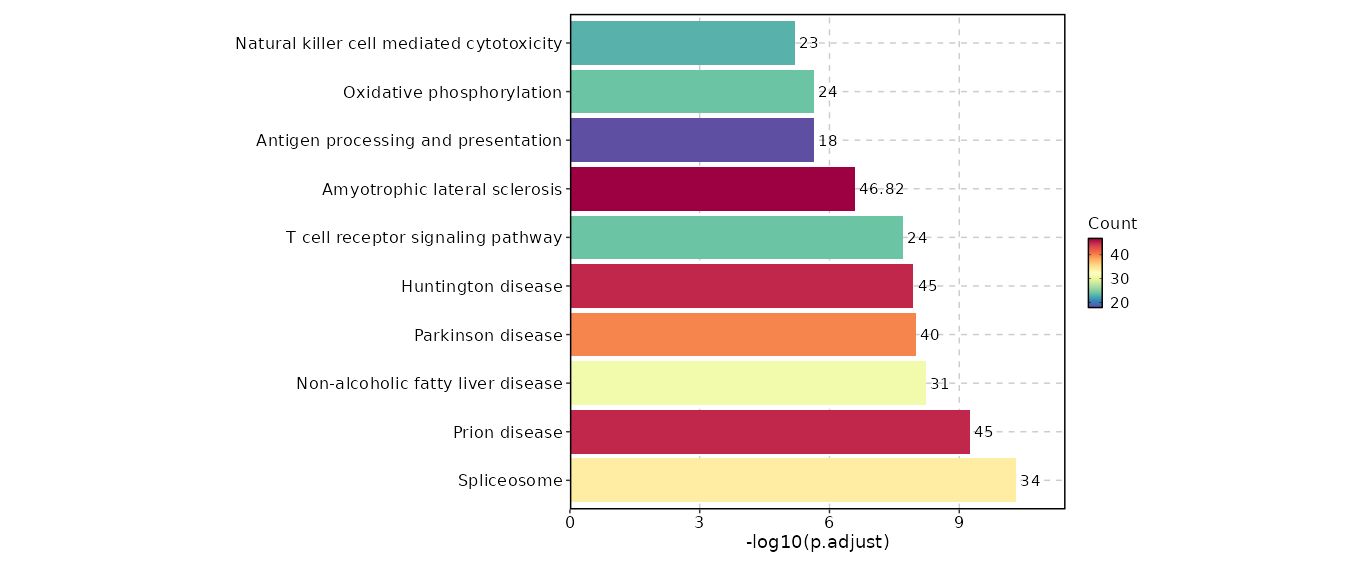 Natural killer cell mediated cytotoxicity 23
Oxidative phosphorylation 24
Antigen processing and presentation 18
Amyotrophic lateral sclerosis 46.82
T cell receptor signaling pathway 24
Huntington disease 45
Parkinson disease 40
Non-alcoholic fatty liver disease 31
Prion disease 45
Spliceosome 34
0 3 6 9
-log10(p.adjust)
Count
40
30
20